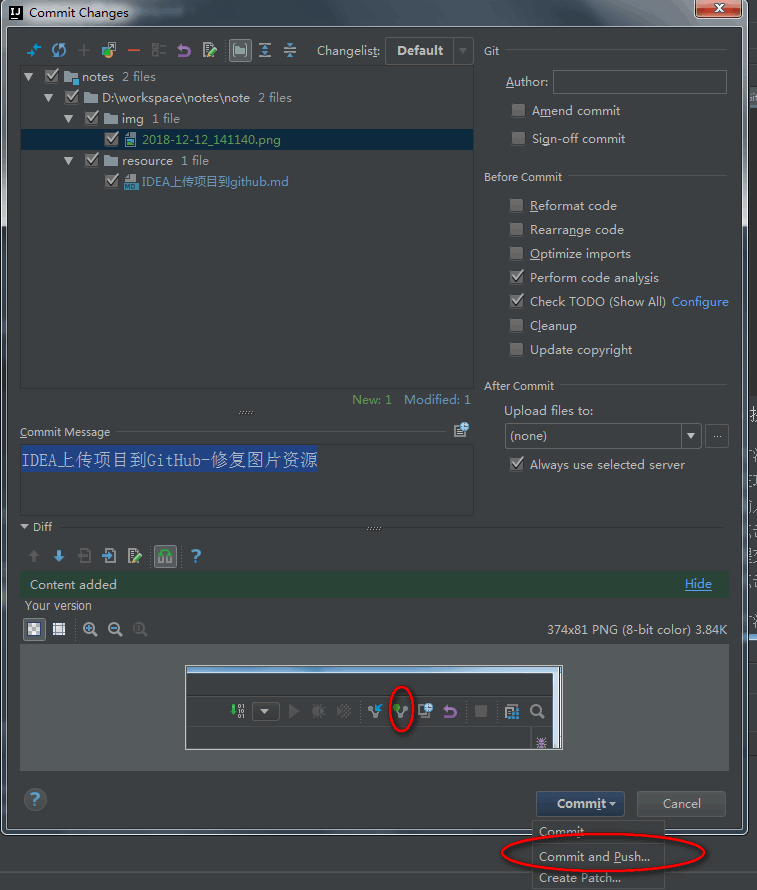 Commit Changes
Changelist: Default
notes 2 files
D:\workspace\notes\note 2 files
img 1 file
2018-12-12_141140.png
resource 1 file
IDEA上传项目到github.md
New: 1 Modified: 1
Commit Message
IDEA上传项目到GitHub-修复图片资源
Git
Author:
Amend commit
Sign-off commit
Before Commit
Reformat code
Rearrange code
Optimize imports
Perform code analysis
Check TODO (Show All) Configure
Cleanup
Update copyright
After Commit
Upload files to:
(none)
Always use selected server
Diff
Content added Hide
Your version
374x81 PNG (8-bit color) 3.84K
Commit Cancel
Commit
Commit and Push...
Create Patch...